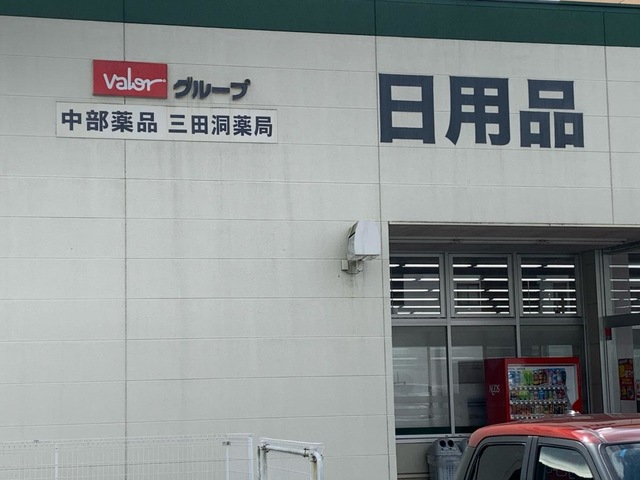 valor グループ
中部薬品 三田洞薬局
日用品